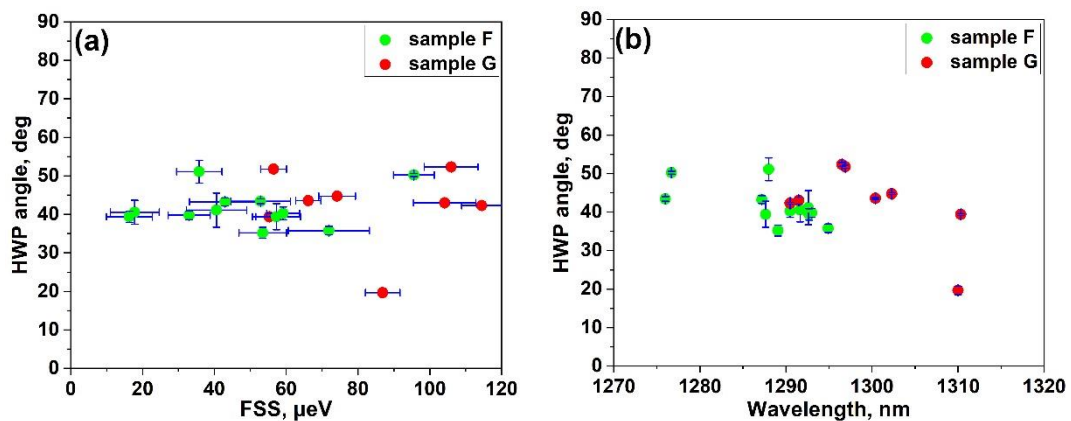 (a)
sample F
sample G
HWP angle, deg
90
80
70
60
50
40
30
20
10
0
0 20 40 60 80 100 120
FSS, µeV
(b)
sample F
sample G
HWP angle, deg
90
80
70
60
50
40
30
20
10
0
1270 1280 1290 1300 1310 1320
Wavelength, nm